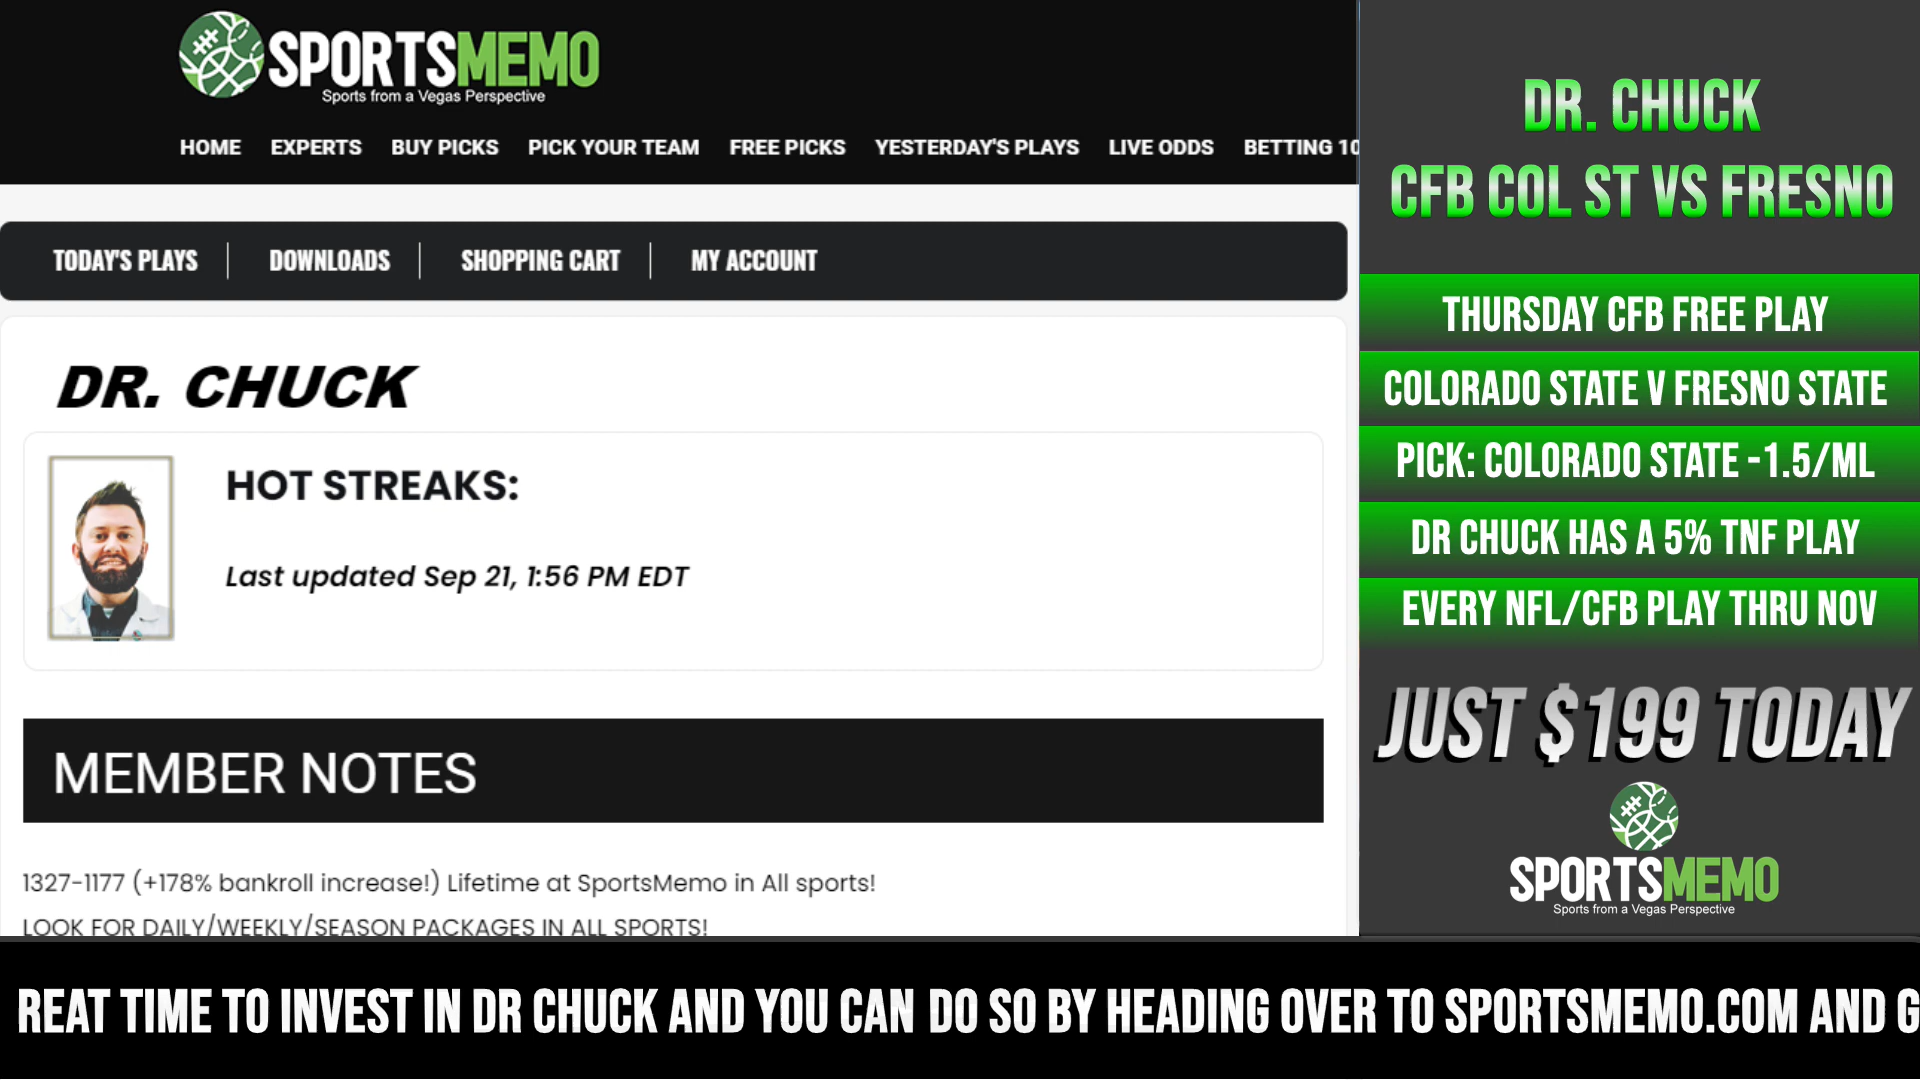 SPORTSMEMO
Sports from a Vegas Perspective
HOME EXPERTS BUY PICKS PICK YOUR TEAM FREE PICKS YESTERDAY'S PLAYS LIVE ODDS BETTING 10
TODAY'S PLAYS DOWNLOADS SHOPPING CART MY ACCOUNT
DR. CHUCK
HOT STREAKS:
Last updated Sep 21, 1:56 PM EDT
MEMBER NOTES
1327-1177 (+178% bankroll increase!) Lifetime at SportsMemo in All sports!
LOOK FOR DAILY/WEEKLY/SEASON PACKAGES IN ALL SPORTS!
DR. CHUCK
CFB COL ST VS FRESNO
THURSDAY CFB FREE PLAY
COLORADO STATE V FRESNO STATE
PICK: COLORADO STATE -1.5/ML
DR CHUCK HAS A 5% TNF PLAY
EVERY NFL/CFB PLAY THRU NOV
JUST $199 TODAY
SPORTSMEMO
Sports from a Vegas Perspective
REAT TIME TO INVEST IN DR CHUCK AND YOU CAN DO SO BY HEADING OVER TO SPORTSMEMO.COM AND G